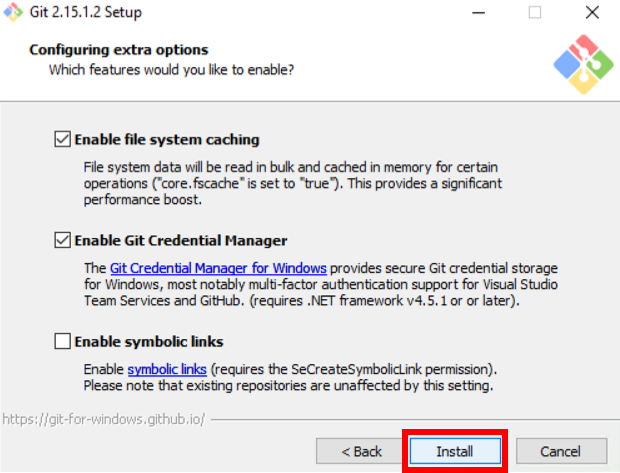 Git 2.15.1.2 Setup
Configuring extra options
Which features would you like to enable?
Enable file system caching
File system data will be read in bulk and cached in memory for certain
operations ("core.fscache" is set to "true"). This provides a significant
performance boost.
Enable Git Credential Manager
The Git Credential Manager for Windows provides secure Git credential storage
for Windows, most notably multi-factor authentication support for Visual Studio
Team Services and GitHub. (requires .NET framework v4.5.1 or or later).
Enable symbolic links
Enable symbolic links (requires the SeCreateSymbolicLink permission).
Please note that existing repositories are unaffected by this setting.
https://git-for-windows.github.io/
< Back Install Cancel